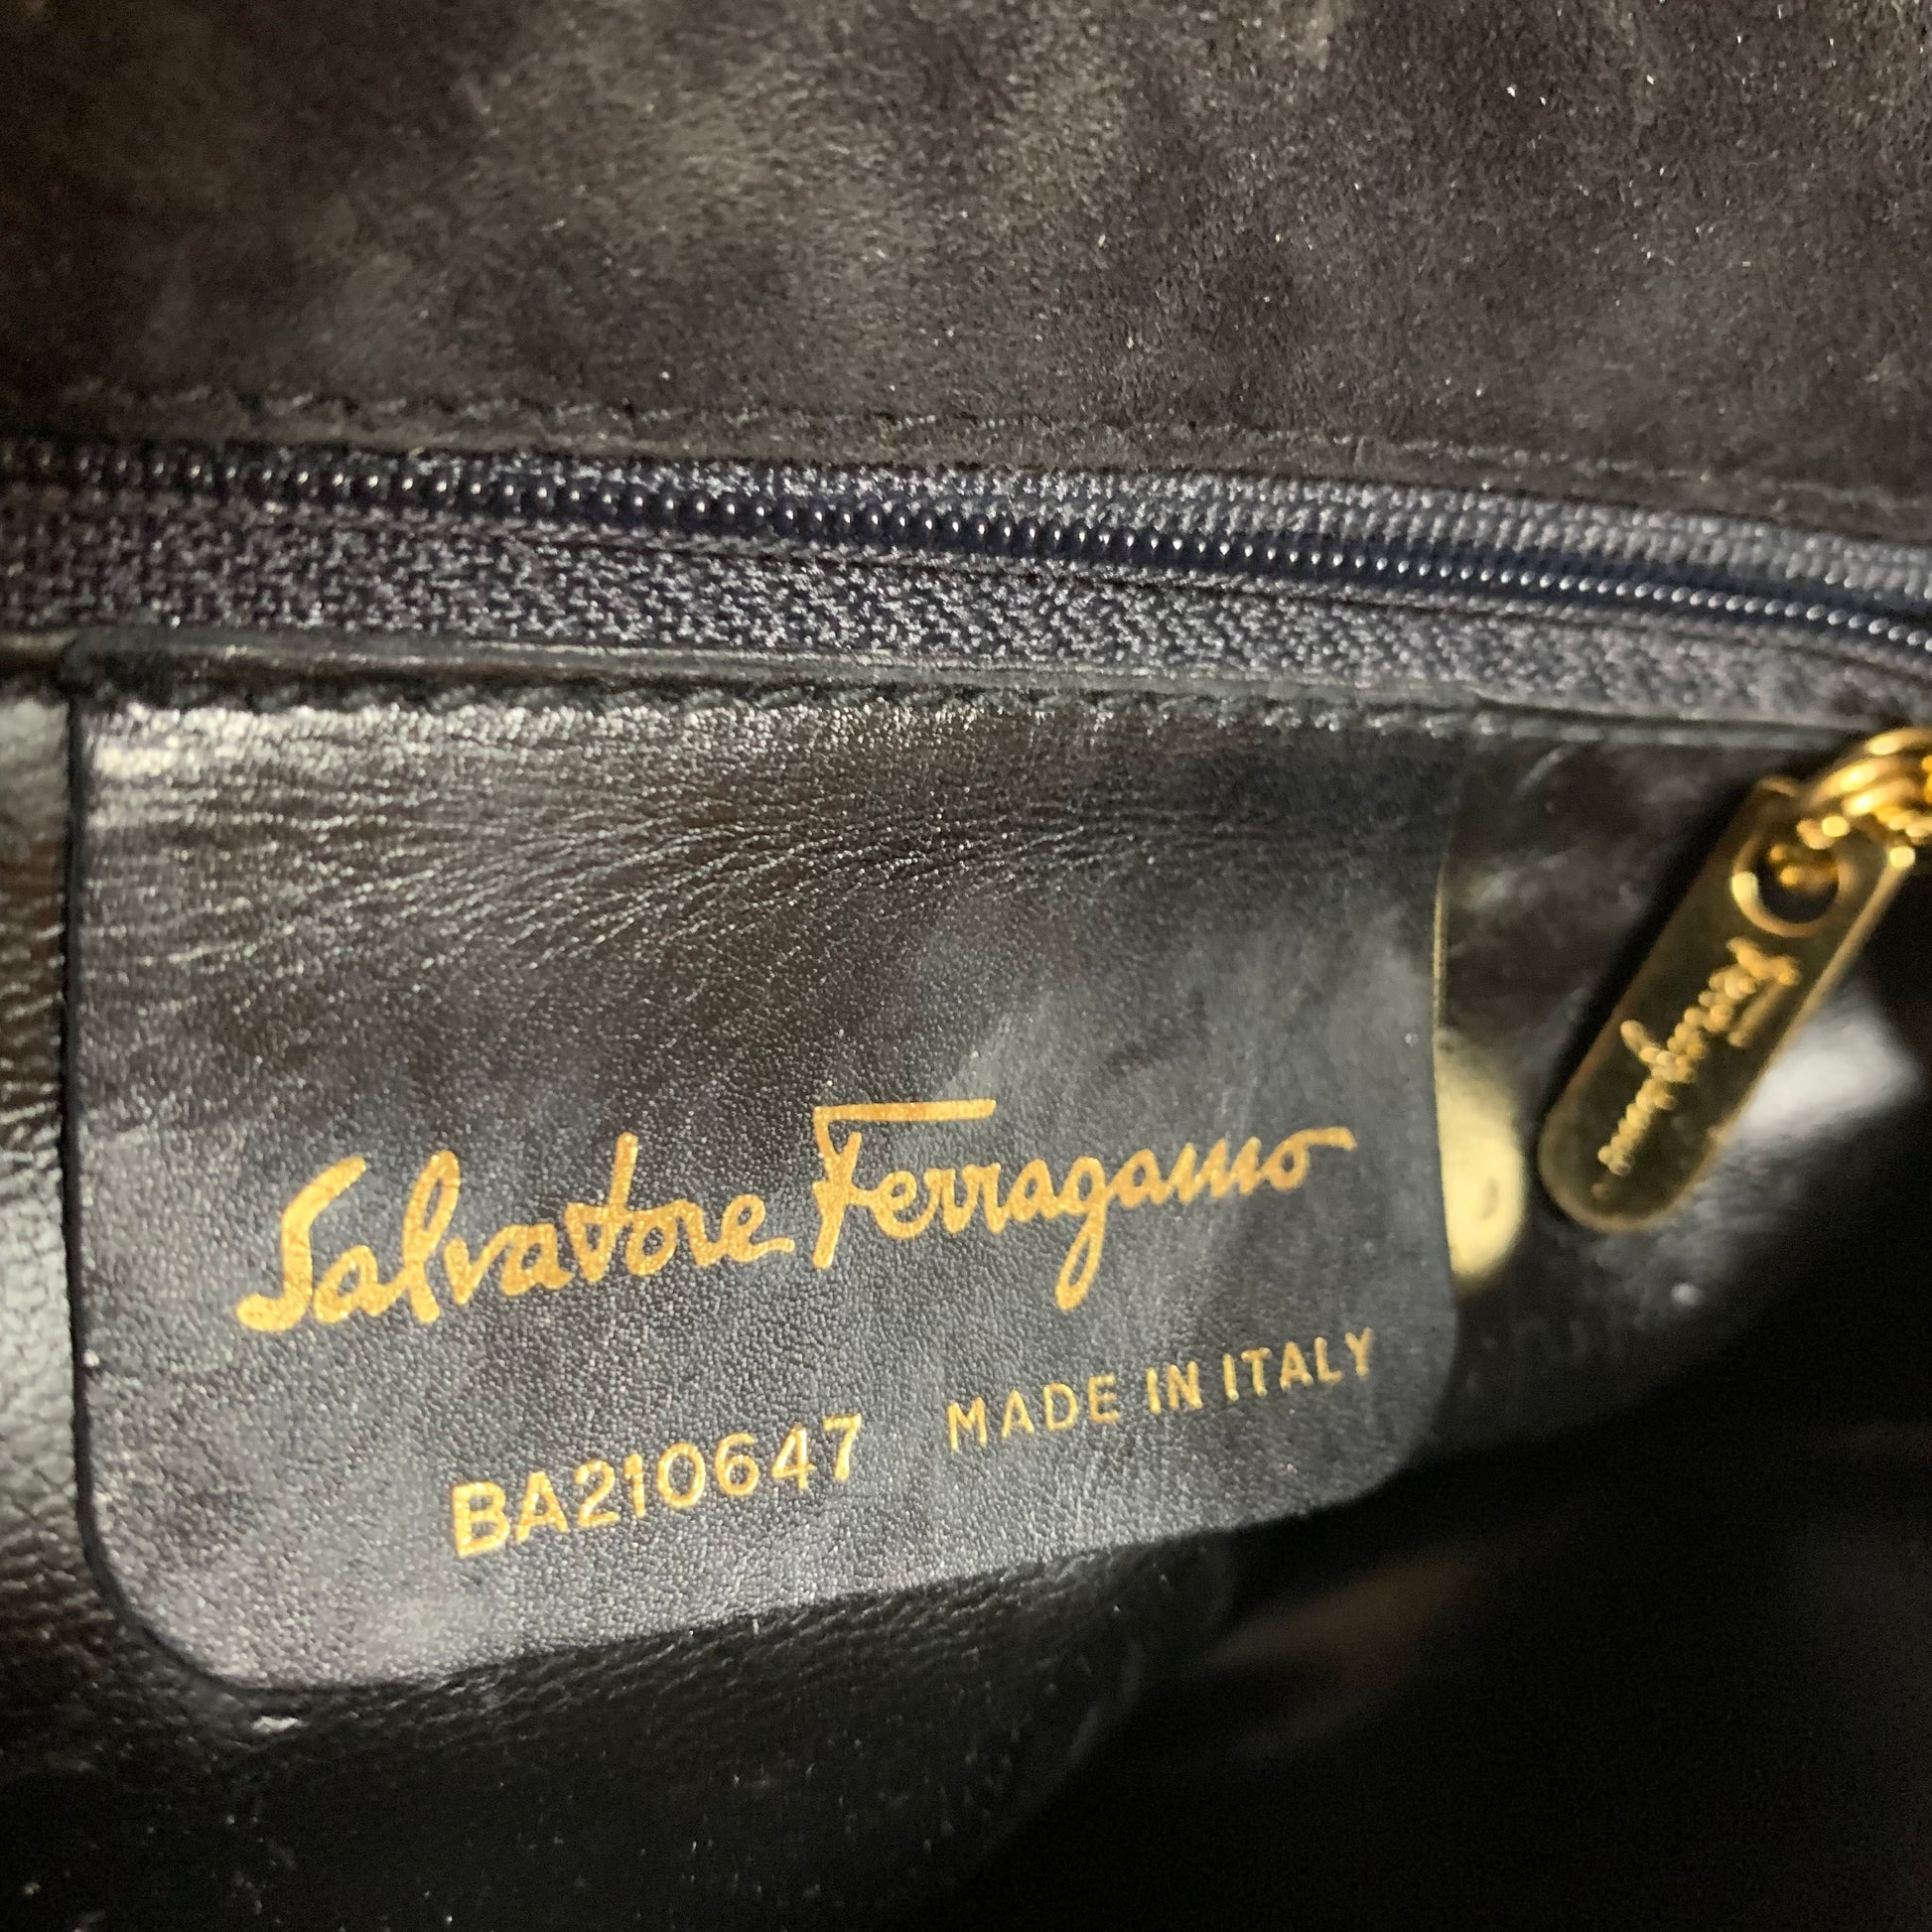 Salvatore Ferragamo
BA210647 MADE IN ITALY